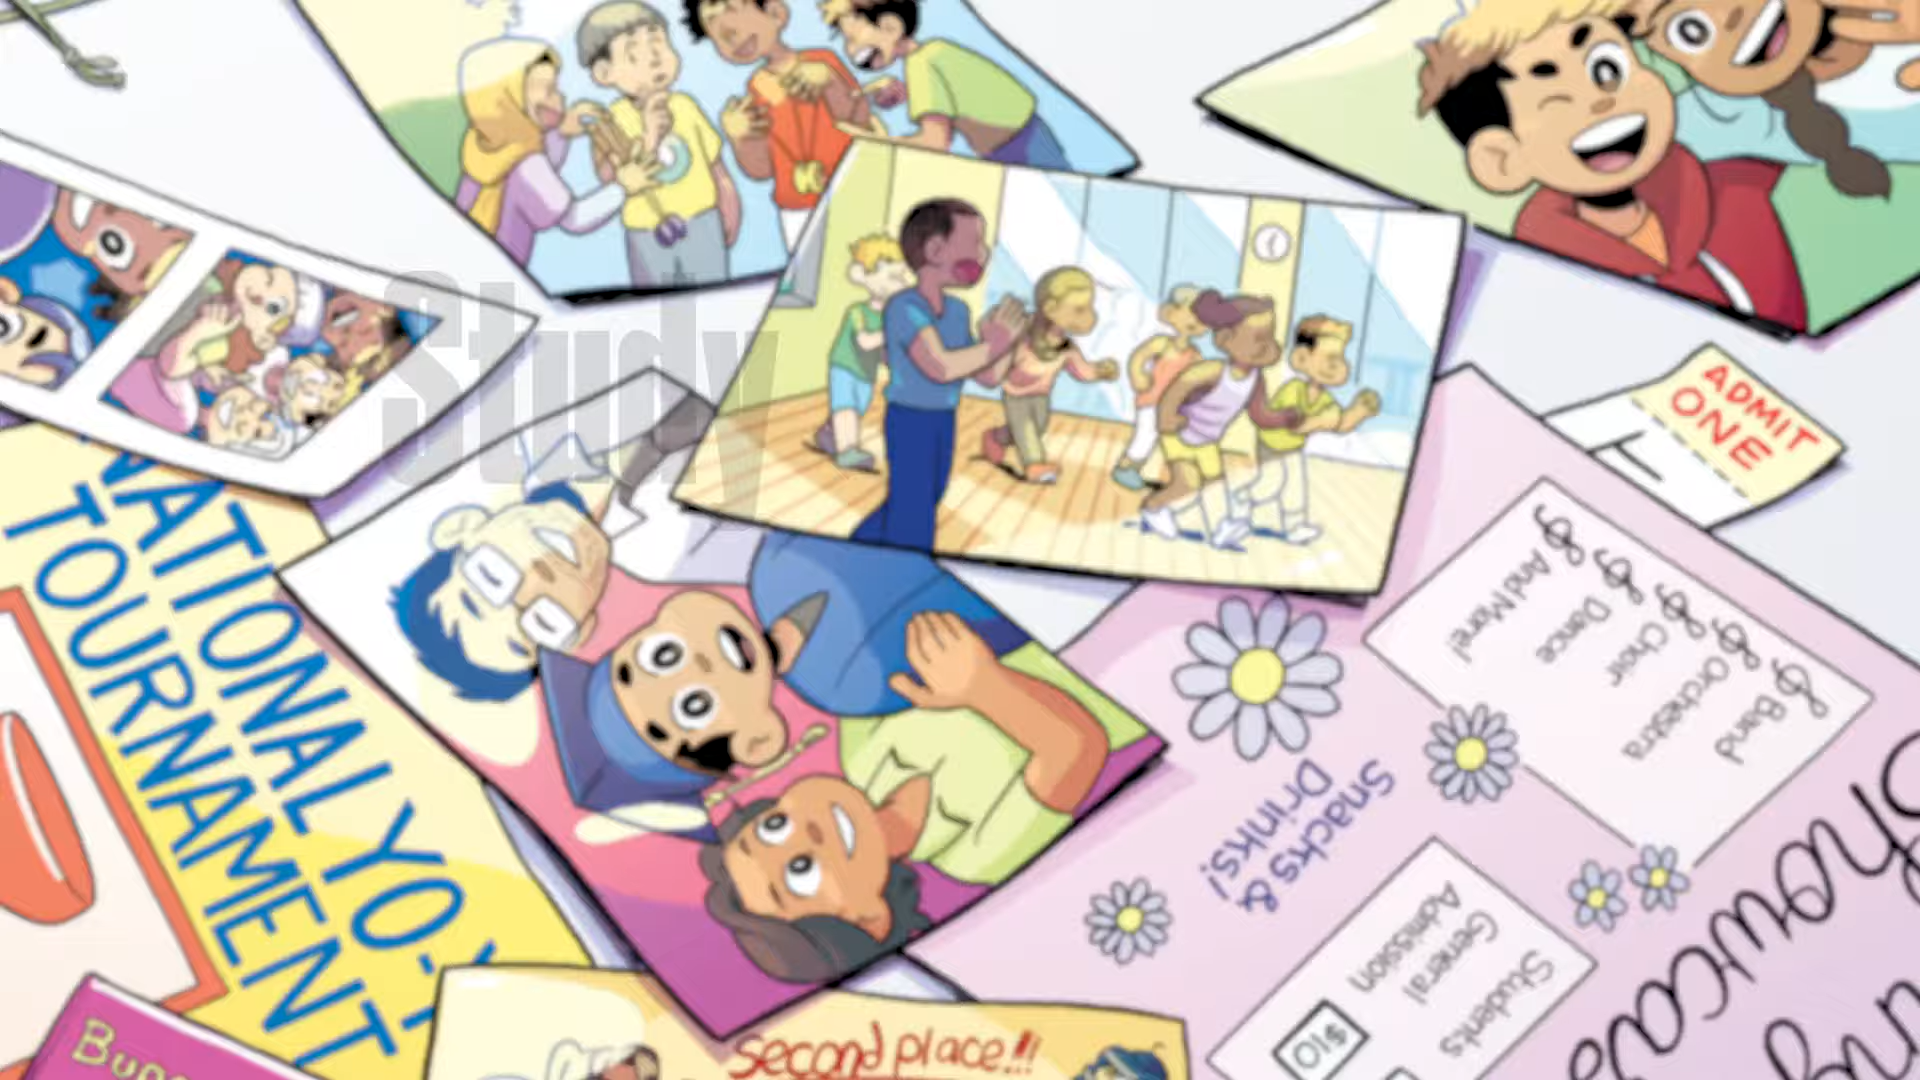 Study
ADMIT
ONE
NATIONAL YO-Y
TOURNAMENT
Band
Orchestra
Choir
Dance
And More!
Snacks &
Drinks!
Students
General
Admission
$10
Showcas
Second place!!!